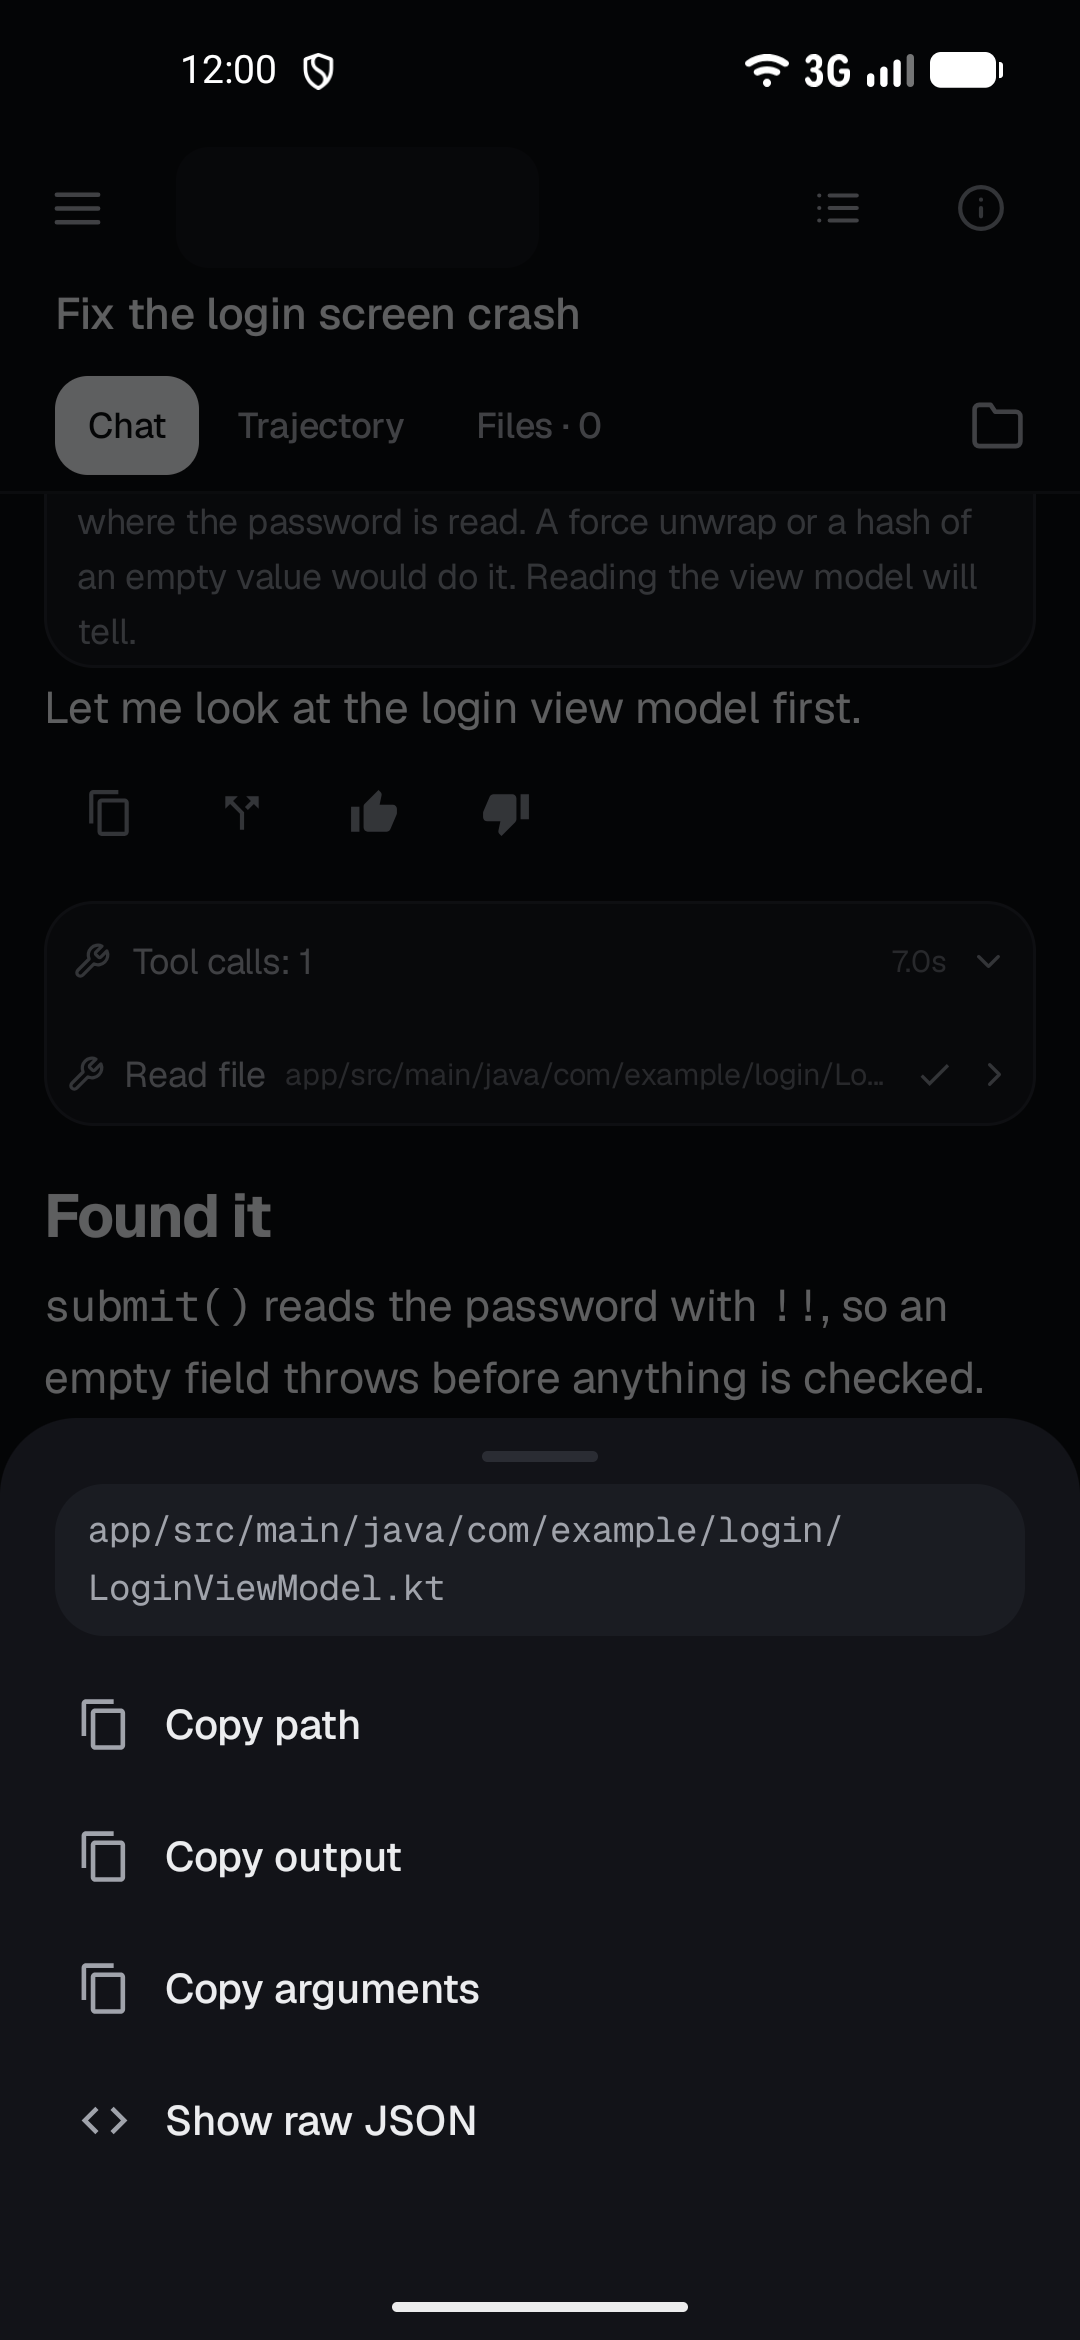 12:00
3G
Fix the login screen crash
Chat
Trajectory
Files · 0
where the password is read. A force unwrap or a hash of
an empty value would do it. Reading the view model will
tell.
Let me look at the login view model first.
Tool calls: 1
7.0s
Read file
app/src/main/java/com/example/login/Lo...
Found it
submit() reads the password with !!, so an
empty field throws before anything is checked.
app/src/main/java/com/example/login/
LoginViewModel.kt
Copy path
Copy output
Copy arguments
Show raw JSON